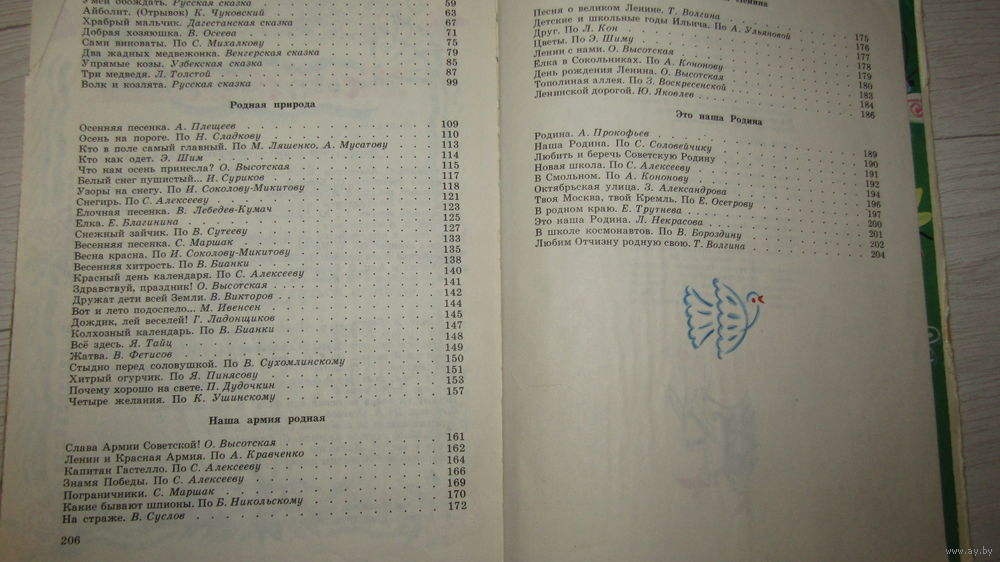 Умей обождать. Русская сказка 59
Айболит. (Отрывок) К. Чуковский 63
Храбрый мальчик. Дагестанская сказка 67
Добрая хозяюшка. В. Осеева 71
Сами виноваты. По С. Михалкову 75
Два жадных медвежонка. Венгерская сказка 79
Упрямые козы. Узбекская сказка 85
Три медведя. Л. Толстой 87
Волк и козлята. Русская сказка 99
Родная природа
Осенняя песенка. А. Плещеев 109
Осень на пороге. По Н. Сладкову 110
Кто в поле самый главный. По М. Ляшенко, А. Мусатову 113
Кто как одет. Э. Шим 114
Что нам осень принесла? О. Высотская 115
Белый снег пушистый... И. Суриков 117
Узоры на снегу. По И. Соколову-Микитову 118
Снегирь. По С. Алексееву 121
Ёлочная песенка. В. Лебедев-Кумач 123
Ёлка. Е. Благинина 125
Снежный зайчик. По В. Сутееву 127
Весенняя песенка. С. Маршак 133
Весна красна. По И. Соколову-Микитову 135
Весенняя хитрость. По В. Бианки 138
Красный день календаря. По С. Алексееву 140
Здравствуй, праздник! О. Высотская 141
Дружат дети всей Земли. В. Викторов 142
Вот и лето подоспело... М. Ивенсен 144
Дождик, лей веселей! Г. Ладонщиков 145
Колхозный календарь. По В. Бианки 147
Всё здесь. Я. Тайц 148
Жатва. В. Фетисов 149
Стыдно перед соловушкой. По В. Сухомлинскому 150
Хитрый огурчик. По Я. Пинясову 151
Почему хорошо на свете. П. Дудочкин 153
Четыре желания. По К. Ушинскому 157
Наша армия родная
Слава Армии Советской! О. Высотская 161
Ленин и Красная Армия. По А. Кравченко 162
Капитан Гастелло. По С. Алексееву 164
Знамя Победы. По С. Алексееву 166
Пограничники. С. Маршак 169
Какие бывают шпионы. По Б. Никольскому 170
На страже. В. Суслов 172
206
Ленина
Песня о великом Ленине. Т. Волгина 175
Детские и школьные годы Ильича. По А. Ульяновой 176
Друг. По Л. Кон 177
Цветы. По Э. Шиму 178
Ленин с нами. О. Высотская 179
Ёлка в Сокольниках. По А. Кононову 180
День рождения Ленина. О. Высотская 183
Тополиная аллея. По З. Воскресенской 184
Ленинской дорогой. Ю. Яковлев 186
Это наша Родина
Родина. А. Прокофьев 189
Наша Родина. По С. Соловейчику 190
Любить и беречь Советскую Родину 191
Новая школа. По С. Алексееву 192
В Смольном. По А. Кононову 194
Октябрьская улица. З. Александрова 196
Твоя Москва, твой Кремль. По Е. Осетрову 197
В родном краю. Е. Трутнева 200
Это наша Родина. Л. Некрасова 201
В школе космонавтов. По В. Бороздину 202
Любим Отчизну родную свою. Т. Волгина 204
www.ay.by